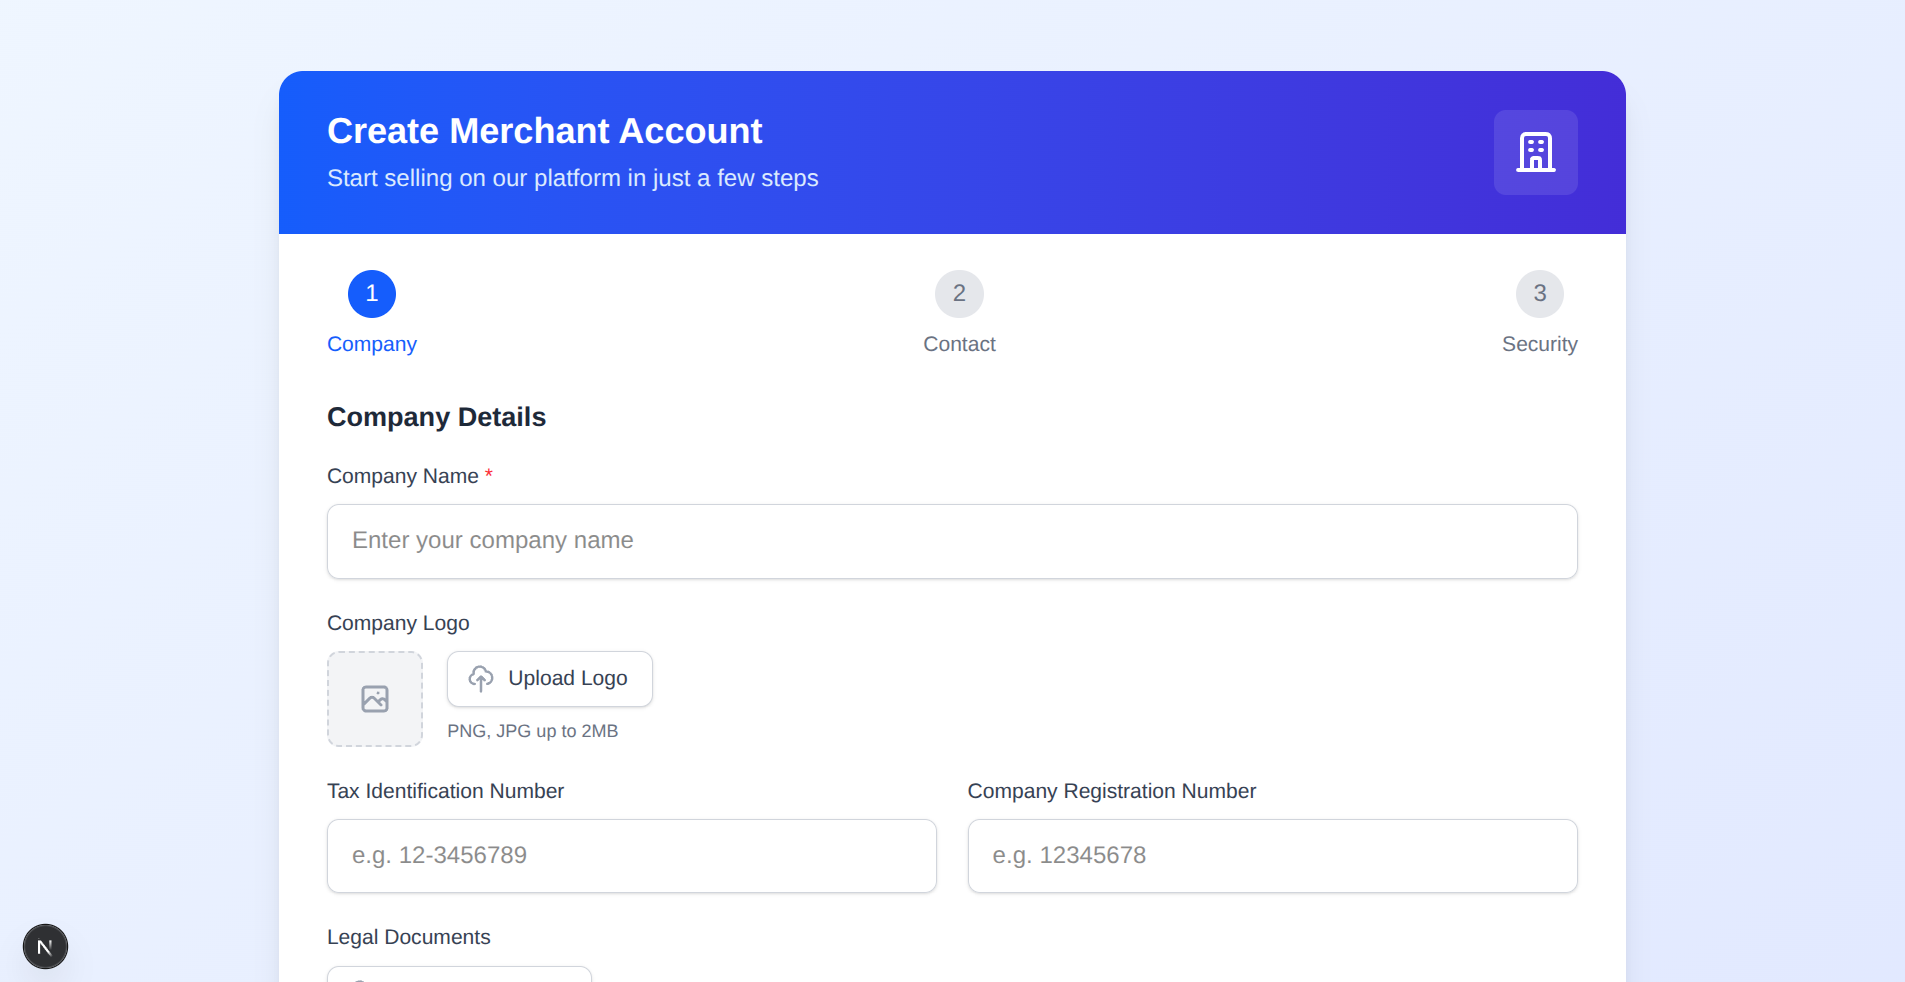 Create Merchant Account
Start selling on our platform in just a few steps
1
2
3
Company
Contact
Security
Company Details
Company Name *
Enter your company name
Company Logo
Upload Logo
PNG, JPG up to 2MB
Tax Identification Number
Company Registration Number
e.g. 12-3456789
e.g. 12345678
Legal Documents
N